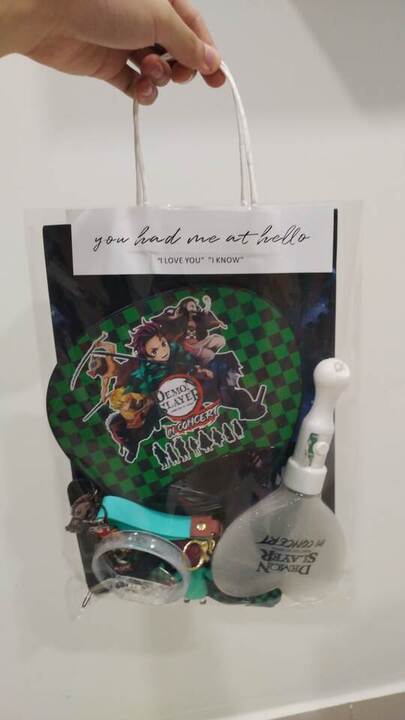 you had me at hello
"I LOVE YOU" "I KNOW"
DEMON
SLAYER
IN CONCERT
DEMON
SLAYER
IN CONCERT